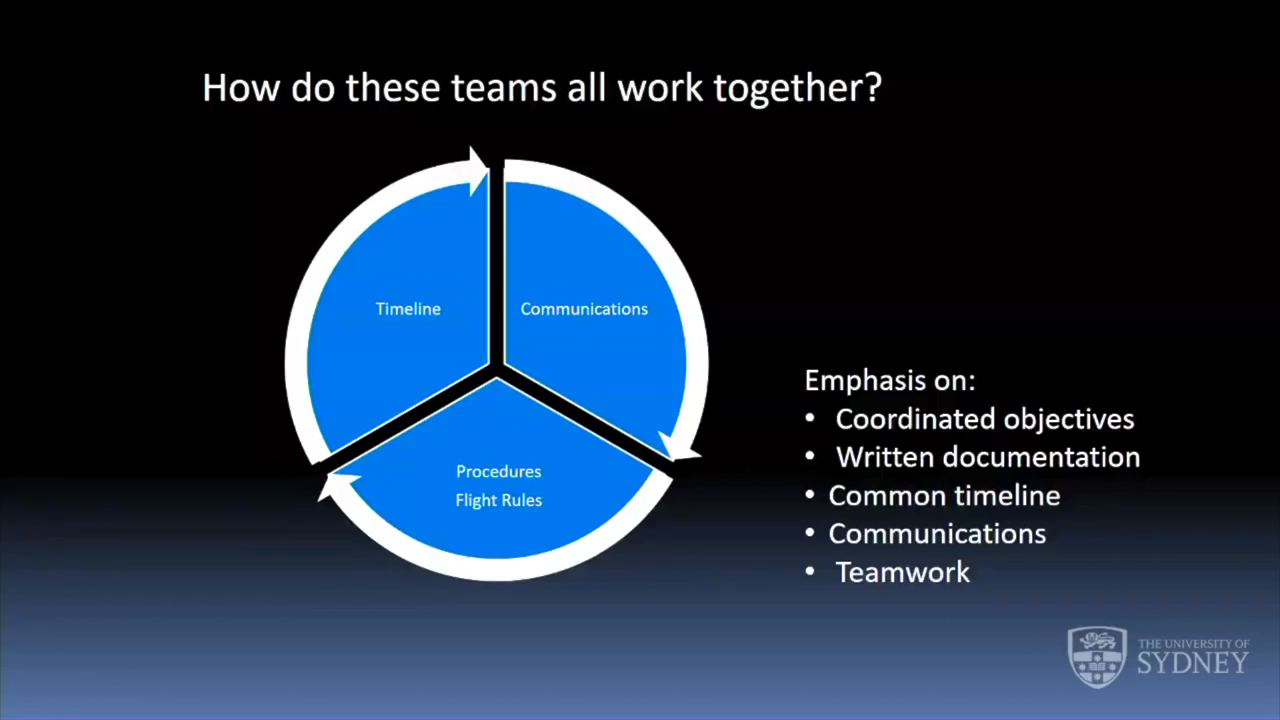 How do these teams all work together?
Timeline
Communications
Procedures
Flight Rules
Emphasis on:
• Coordinated objectives
• Written documentation
• Common timeline
• Communications
• Teamwork
THE UNIVERSITY OF
SYDNEY